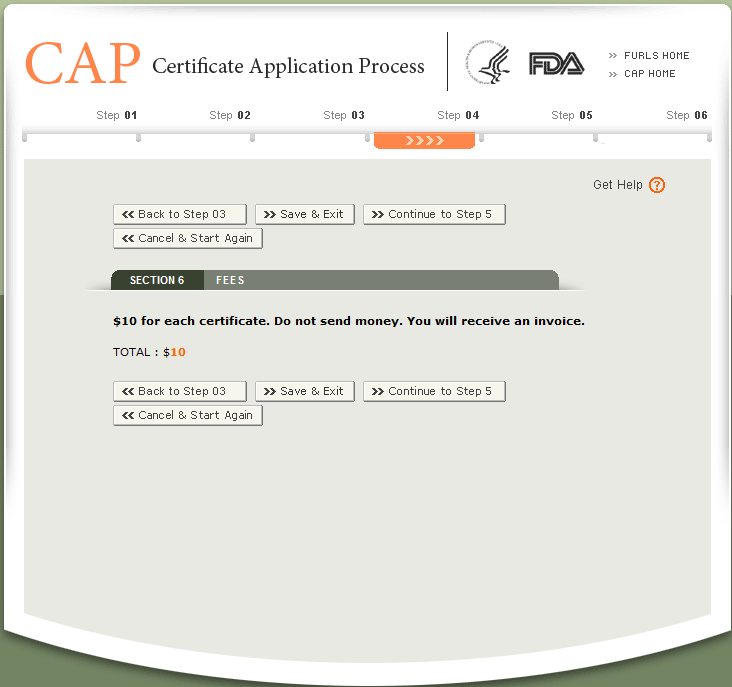 CAP Certificate Application Process
FDA
>> FURLS HOME
>> CAP HOME
Step 01 Step 02 Step 03 Step 04 Step 05 Step 06
>>>>
Get Help ?
<< Back to Step 03 >> Save & Exit >> Continue to Step 5
<< Cancel & Start Again
SECTION 6 FEES
$10 for each certificate. Do not send money. You will receive an invoice.
TOTAL : $10
<< Back to Step 03 >> Save & Exit >> Continue to Step 5
<< Cancel & Start Again